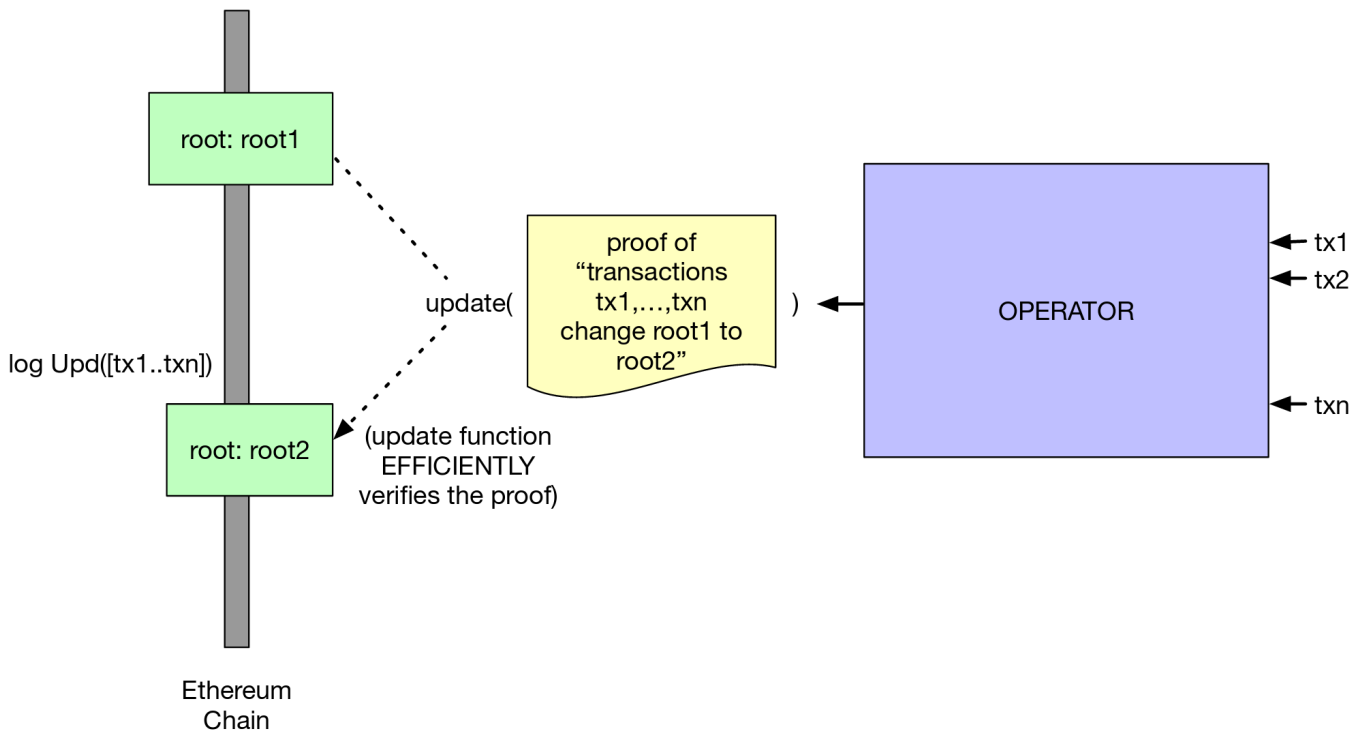 root: root1
proof of
“transactions
tx1,...,txn
change root1 to
root2”
update(
)
OPERATOR
tx1
tx2
txn
log Upd([tx1..txn])
root: root2
(update function
EFFICIENTLY
verifies the proof)
Ethereum
Chain